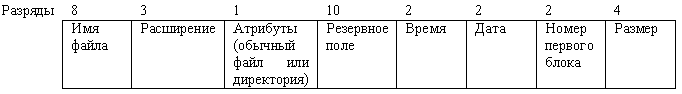 Разряды 8 3 1 10 2 2 2 4
Имя Расширение Атрибуты Резервное Время Дата Номер Размер
файла (обычный поле первого
файл или блока
директория)